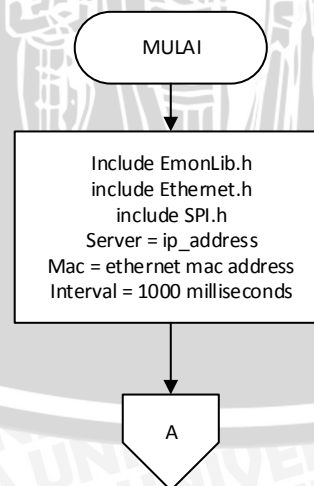 MULAI
Include EmonLib.h
include Ethernet.h
include SPI.h
Server = ip_address
Mac = ethernet mac address
Interval = 1000 milliseconds
A